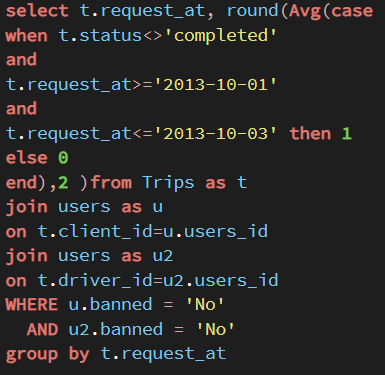 select t.request_at, round(Avg(case
when t.status<>'completed'
and
t.request_at>='2013-10-01'
and
t.request_at<='2013-10-03' then 1
else 0
end),2 )from Trips as t
join users as u
on t.client_id=u.users_id
join users as u2
on t.driver_id=u2.users_id
WHERE u.banned = 'No'
  AND u2.banned = 'No'
group by t.request_at